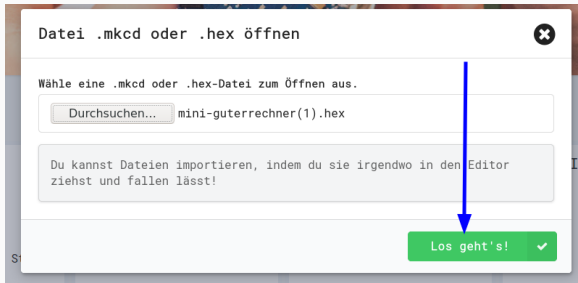 Datei .mkcd oder .hex öffnen
Wähle eine .mkcd oder .hex-Datei zum Öffnen aus.
Durchsuchen... mini-guterrechner(1).hex
Du kannst Dateien importieren, indem du sie irgendwo in den Editor
ziehst und fallen lässt!
Los geht's!